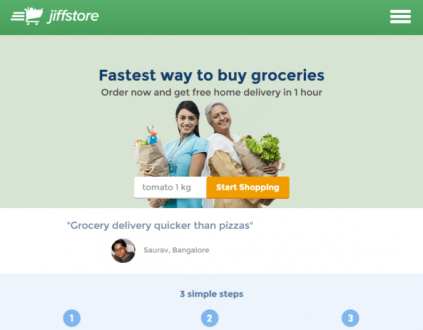 jiffstore
Fastest way to buy groceries
Order now and get free home delivery in 1 hour
tomato 1 kg
Start Shopping
"Grocery delivery quicker than pizzas"
Saurav, Bangalore
3 simple steps
1
2
3